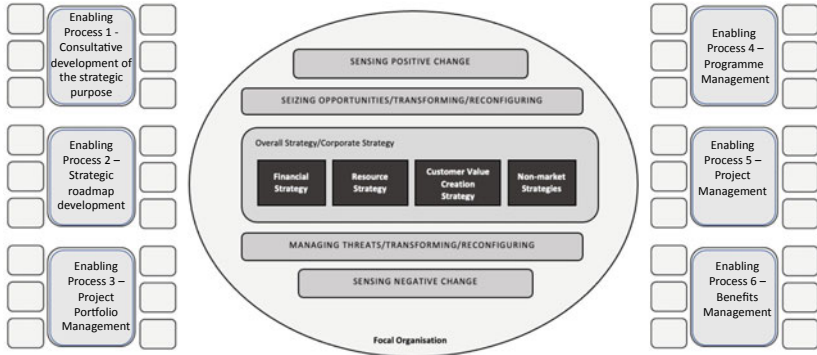 Enabling
Process 1 -
Consultative
development of
the strategic
purpose
Enabling
Process 2 –
Strategic
roadmap
development
Enabling
Process 3 –
Project
Portfolio
Management
SENSING POSITIVE CHANGE
SEIZING OPPORTUNITIES/TRANSFORMING/RECONFIGURING
Overall Strategy/Corporate Strategy
Financial
Strategy
Resource
Strategy
Customer Value
Creation
Strategy
Non-market
Strategies
MANAGING THREATS/TRANSFORMING/RECONFIGURING
SENSING NEGATIVE CHANGE
Focal Organisation
Enabling
Process 4 –
Programme
Management
Enabling
Process 5 –
Project
Management
Enabling
Process 6 –
Benefits
Management